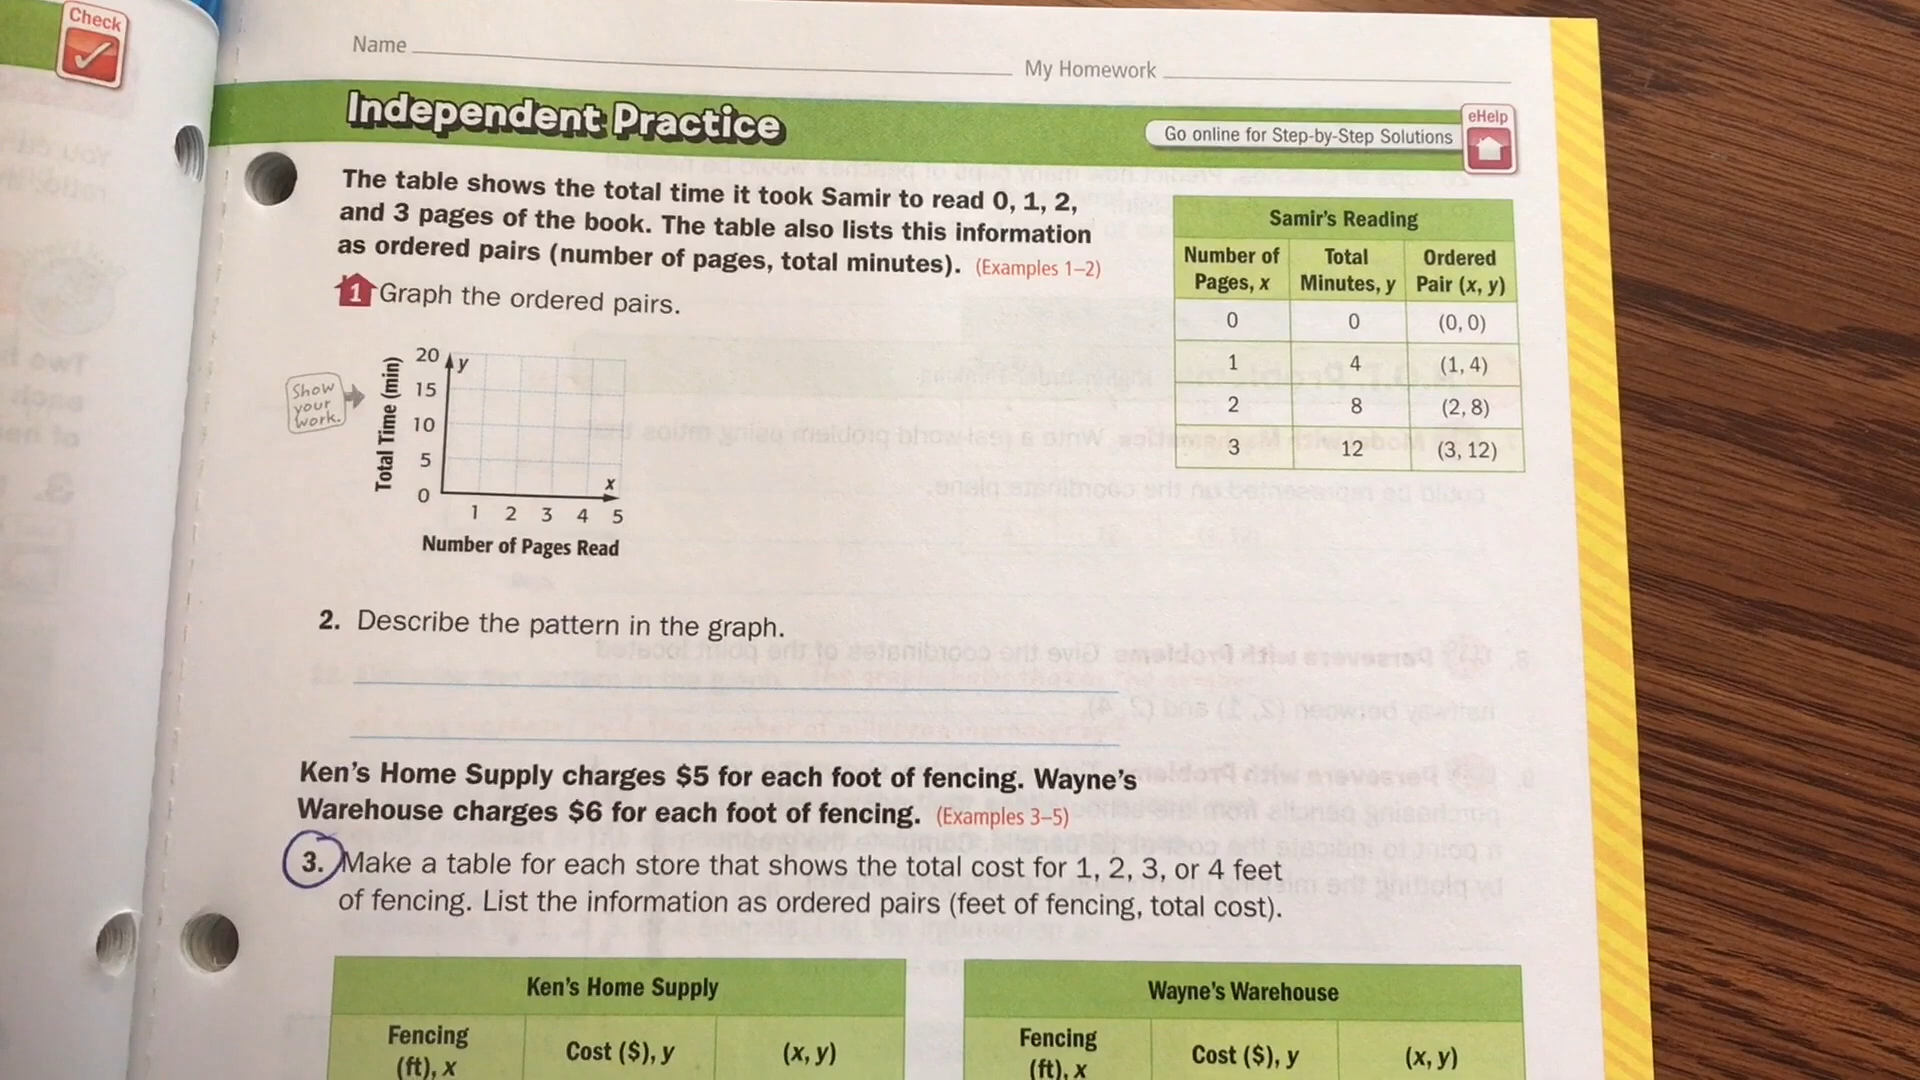 Check
Name
My Homework
Independent Practice
Go online for Step-by-Step Solutions
eHelp
The table shows the total time it took Samir to read 0, 1, 2,
and 3 pages of the book. The table also lists this information
as ordered pairs (number of pages, total minutes). (Examples 1–2)
1 Graph the ordered pairs.
Samir's Reading
Number of Pages, x Total Minutes, y Ordered Pair (x, y)
0 0 (0, 0)
1 4 (1, 4)
2 8 (2, 8)
3 12 (3, 12)
Show
your
work.
Total Time (min)
20
15
10
5
0
y
x
1 2 3 4 5
Number of Pages Read
2. Describe the pattern in the graph.
Ken's Home Supply charges $5 for each foot of fencing. Wayne's
Warehouse charges $6 for each foot of fencing. (Examples 3–5)
3. Make a table for each store that shows the total cost for 1, 2, 3, or 4 feet
of fencing. List the information as ordered pairs (feet of fencing, total cost).
Ken's Home Supply
Fencing (ft), x Cost ($), y (x, y)
Wayne's Warehouse
Fencing (ft), x Cost ($), y (x, y)